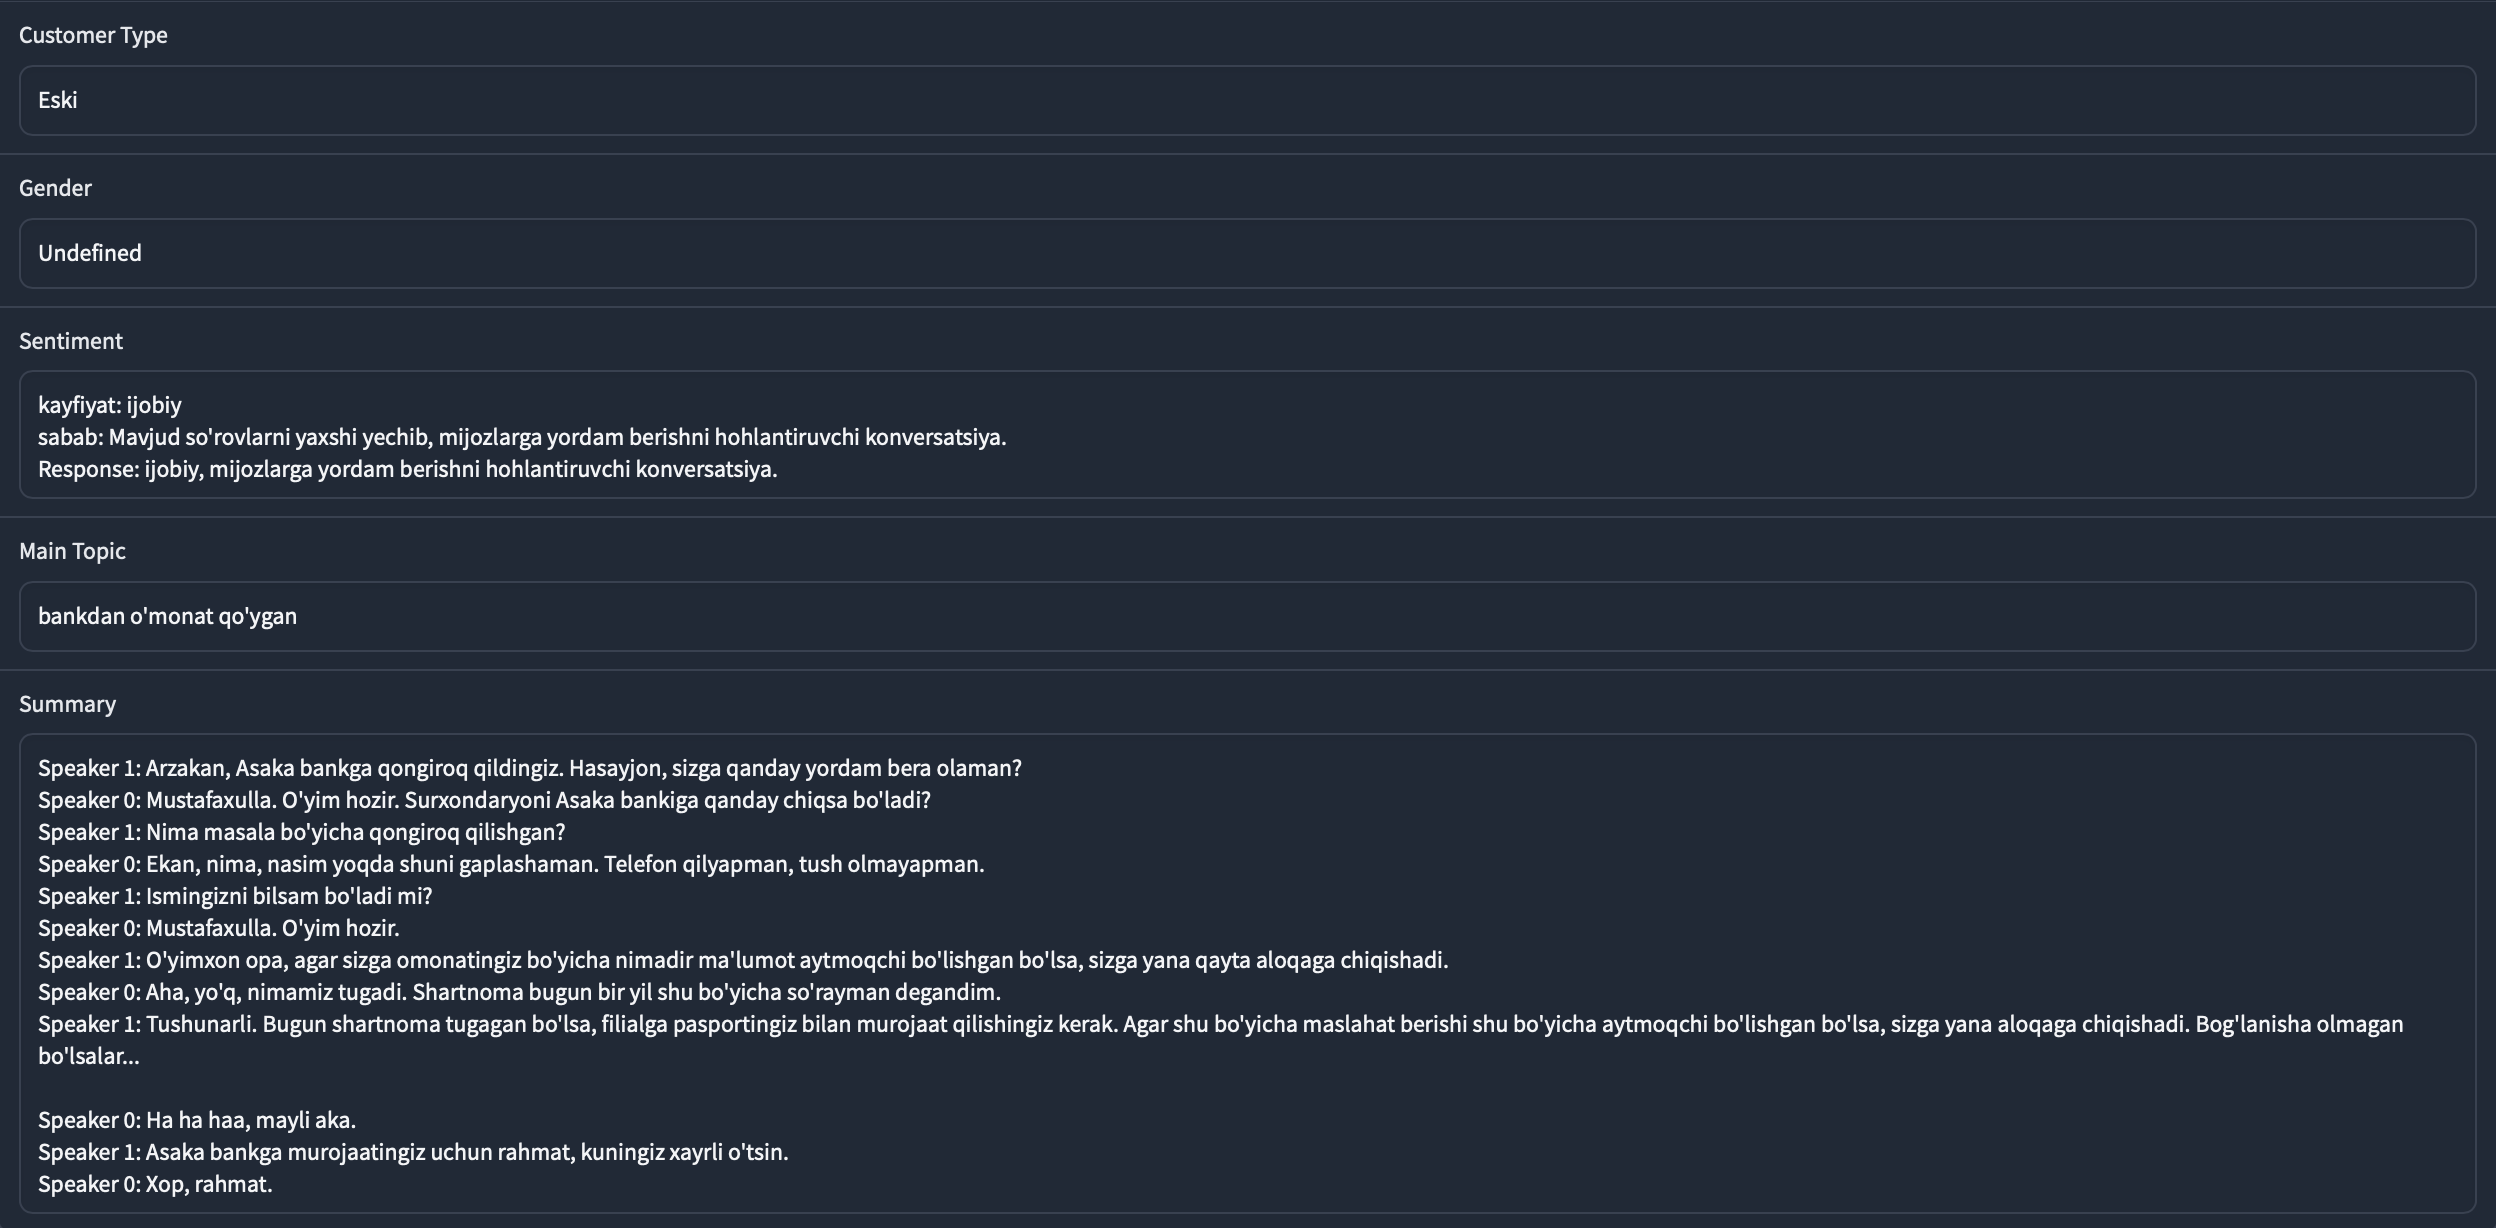 Customer Type
Eski
Gender
Undefined
Sentiment
kayfiyat: ijobiy
sabab: Mavjud so'rovlarni yaxshi yechib, mijozlarga yordam berishni hohlantiruvchi konversatsiya.
Response: ijobiy, mijozlarga yordam berishni hohlantiruvchi konversatsiya.
Main Topic
bankdan o'monat qo'ygan
Summary
Speaker 1: Arzakan, Asaka bankga qongiroq qildingiz. Hasayjon, sizga qanday yordam bera olaman?
Speaker 0: Mustafaxulla. O'yim hozir. Surxondaryoni Asaka bankiga qanday chiqsa bo'ladi?
Speaker 1: Nima masala bo'yicha qongiroq qilishgan?
Speaker 0: Ekan, nima, nasim yoqda shuni gaplashaman. Telefon qilyapman, tush olmayapman.
Speaker 1: Ismingizni bilsam bo'ladi mi?
Speaker 0: Mustafaxulla. O'yim hozir.
Speaker 1: O'yimxon opa, agar sizga omonatingiz bo'yicha nimadir ma'lumot aytmoqchi bo'lishgan bo'lsa, sizga yana qayta aloqaga chiqishadi.
Speaker 0: Aha, yo'q, nimamiz tugadi. Shartnoma bugun bir yil shu bo'yicha so'rayman degandim.
Speaker 1: Tushunarli. Bugun shartnoma tugagan bo'lsa, filialga pasportingiz bilan murojaat qilishingiz kerak. Agar shu bo'yicha maslahat berishi shu bo'yicha aytmoqchi bo'lishgan bo'lsa, sizga yana aloqaga chiqishadi. Bog'lanisha olmagan
bo'lsalar...
Speaker 0: Ha ha haa, mayli aka.
Speaker 1: Asaka bankga murojaatingiz uchun rahmat, kuningiz xayrli o'tsin.
Speaker 0: Xop, rahmat.